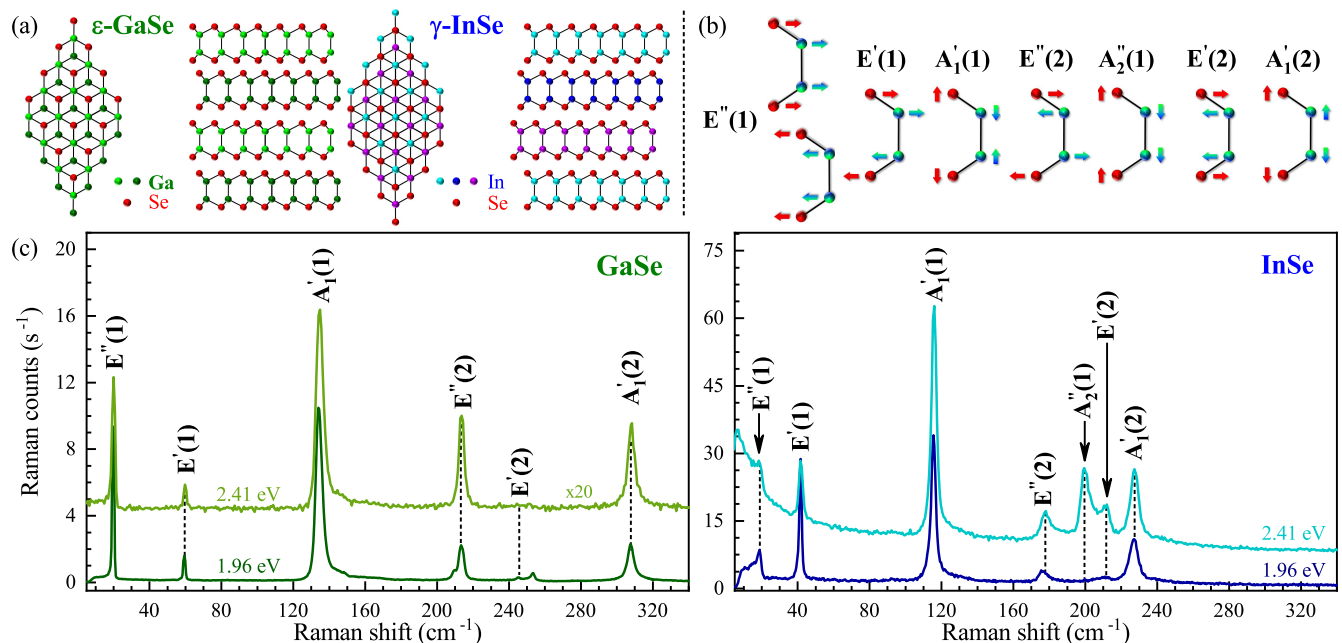 (a) ε-GaSe γ-InSe
Ga
Se
In
Se
(b)
E''(1)
E'(1) A'₁(1) E''(2) A''₂(1) E'(2) A'₁(2)
(c)
GaSe
E''(1)
E'(1)
A'₁(1)
E''(2)
E'(2)
A'₁(2)
2.41 eV
x20
1.96 eV
Raman counts (s⁻¹)
20
16
12
8
4
0
40 80 120 160 200 240 280 320
Raman shift (cm⁻¹)
InSe
E''(1)
E'(1)
A'₁(1)
E''(2)
A''₂(1)
E'(2)
A'₁(2)
2.41 eV
1.96 eV
75
60
45
30
15
0
40 80 120 160 200 240 280 320
Raman shift (cm⁻¹)